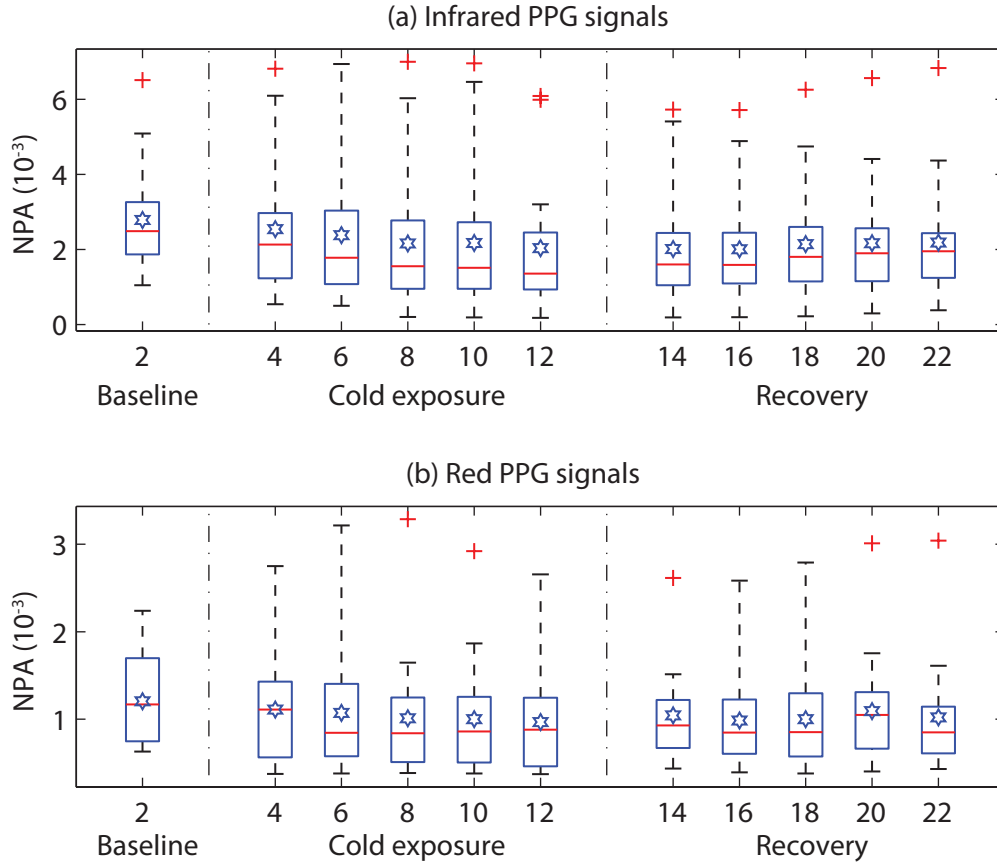 (a) Infrared PPG signals
NPA (10⁻³)
6
4
2
0
2 4 6 8 10 12 14 16 18 20 22
Baseline Cold exposure Recovery
(b) Red PPG signals
NPA (10⁻³)
3
2
1
2 4 6 8 10 12 14 16 18 20 22
Baseline Cold exposure Recovery